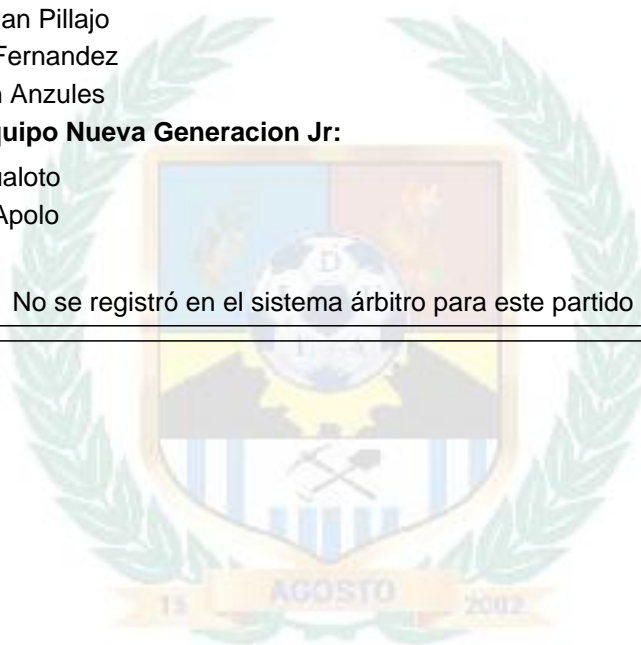 an Pillajo
Fernandez
Anzules
quipo Nueva Generacion Jr:
ualoto
Apolo
No se registró en el sistema árbitro para este partido
D
15 AGOSTO 2002